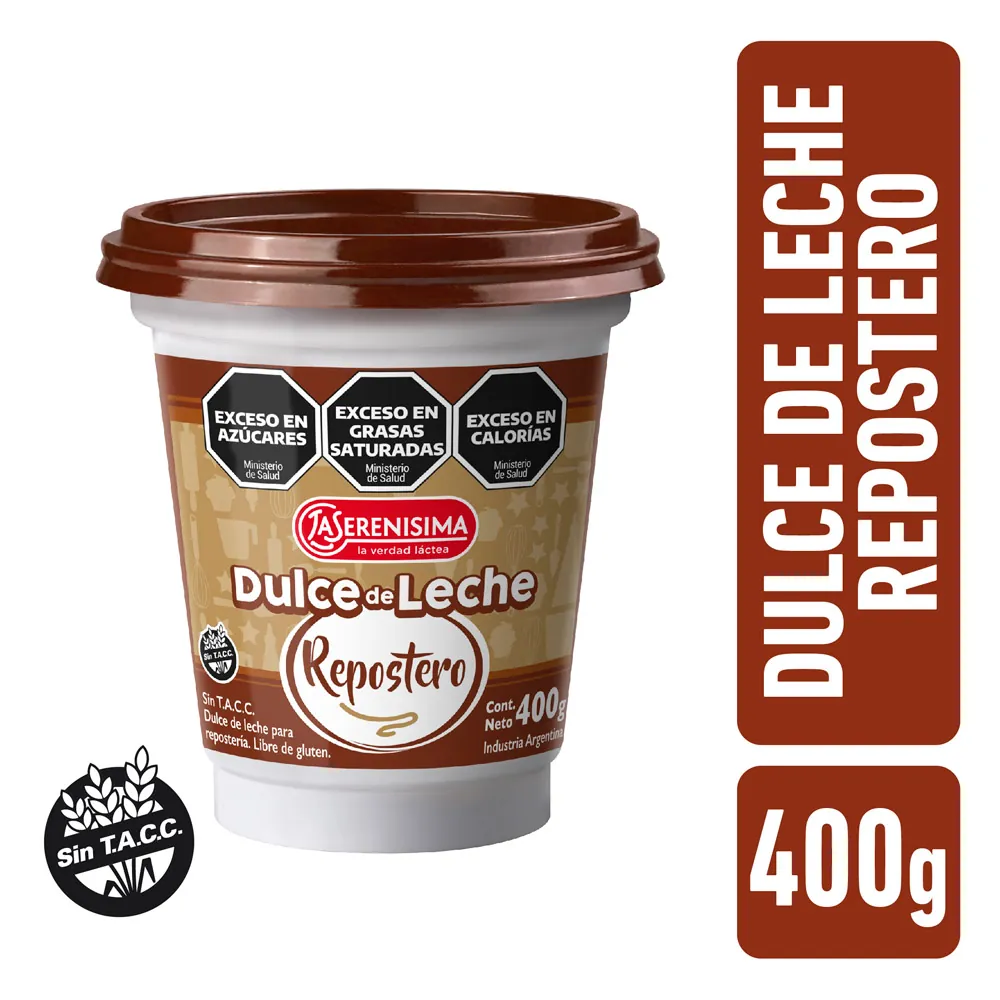 EXCESO EN
AZÚCARES
Ministerio
de Salud
EXCESO EN
GRASAS
SATURADAS
Ministerio
de Salud
EXCESO EN
CALORÍAS
Ministerio
de Salud
LASERENISIMA
la verdad láctea
Dulce de Leche
Repostero
Sin T.A.C.C.
Sin T.A.C.C.
Dulce de leche para
repostería. Libre de gluten.
Cont.
Neto 400g
Industria Argentina.
Sin T.A.C.C.
DULCE DE LECHE
REPOSTERO
400g